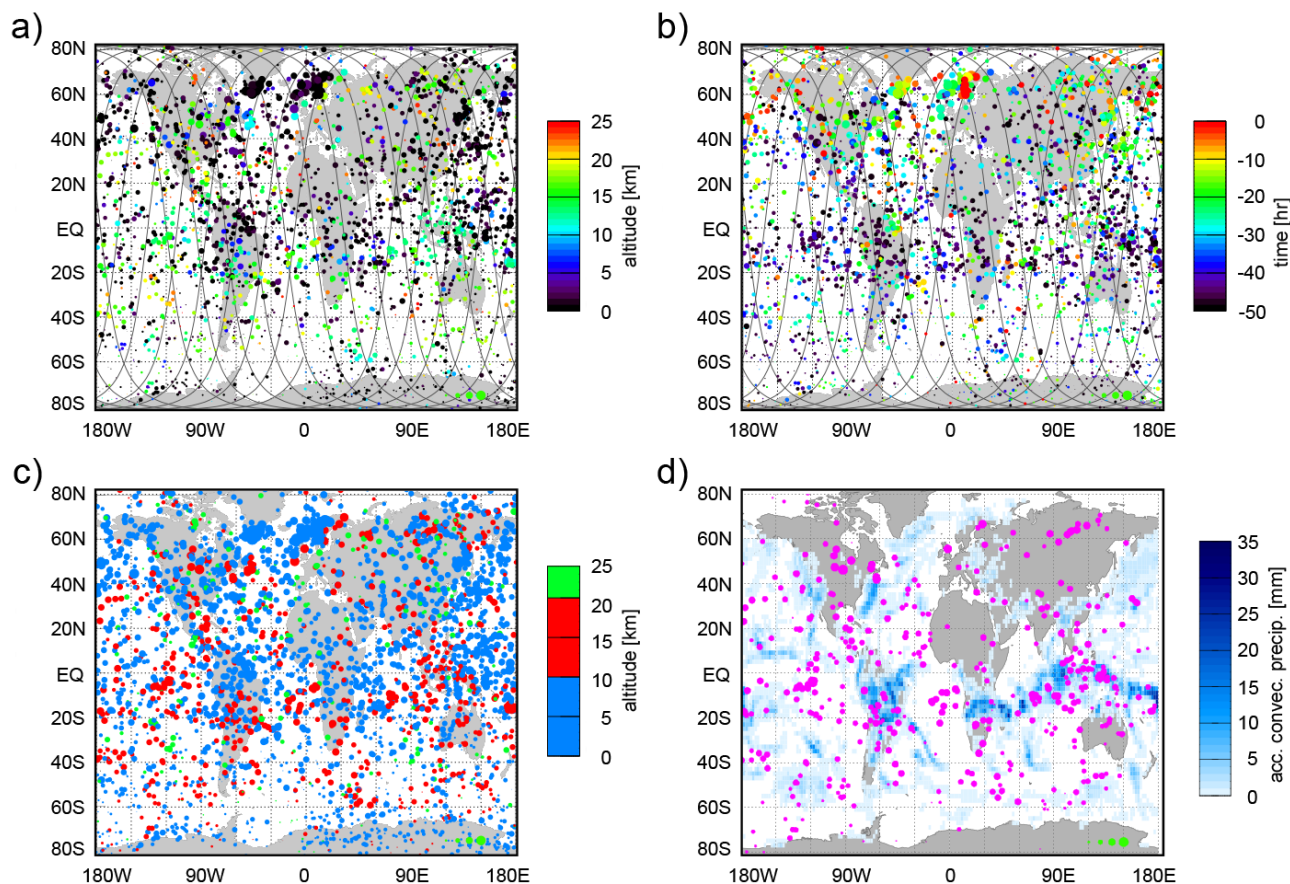 a)
80N
60N
40N
20N
EQ
20S
40S
60S
80S
180W 90W 0 90E 180E
25
20
15
10
5
0
altitude [km]
b)
80N
60N
40N
20N
EQ
20S
40S
60S
80S
180W 90W 0 90E 180E
0
-10
-20
-30
-40
-50
time [hr]
c)
80N
60N
40N
20N
EQ
20S
40S
60S
80S
180W 90W 0 90E 180E
25
20
15
10
5
0
altitude [km]
d)
80N
60N
40N
20N
EQ
20S
40S
60S
80S
180W 90W 0 90E 180E
35
30
25
20
15
10
5
0
acc. convec. precip. [mm]